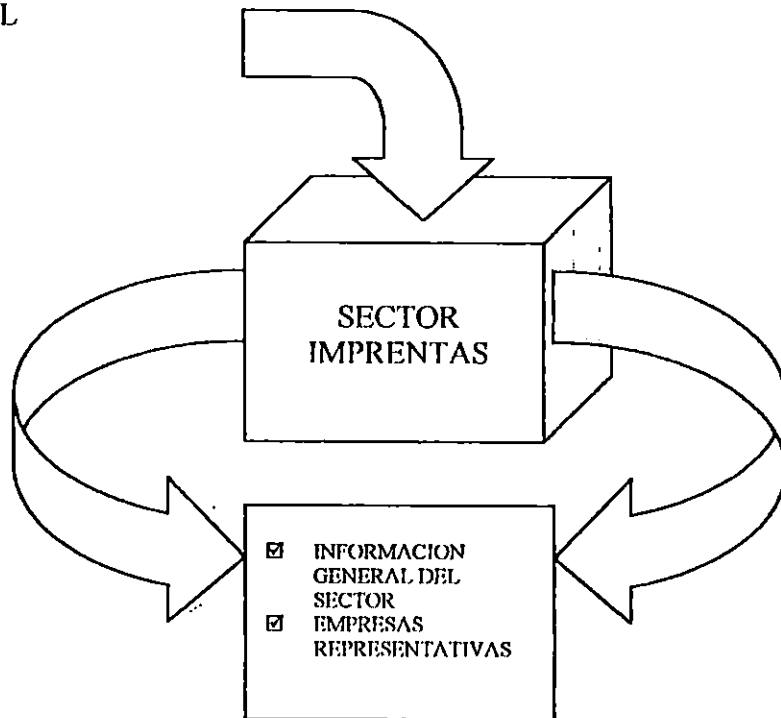 L
SECTOR
IMPRENTAS
☑ INFORMACION
GENERAL DEL
SECTOR
☑ EMPRESAS
REPRESENTATIVAS